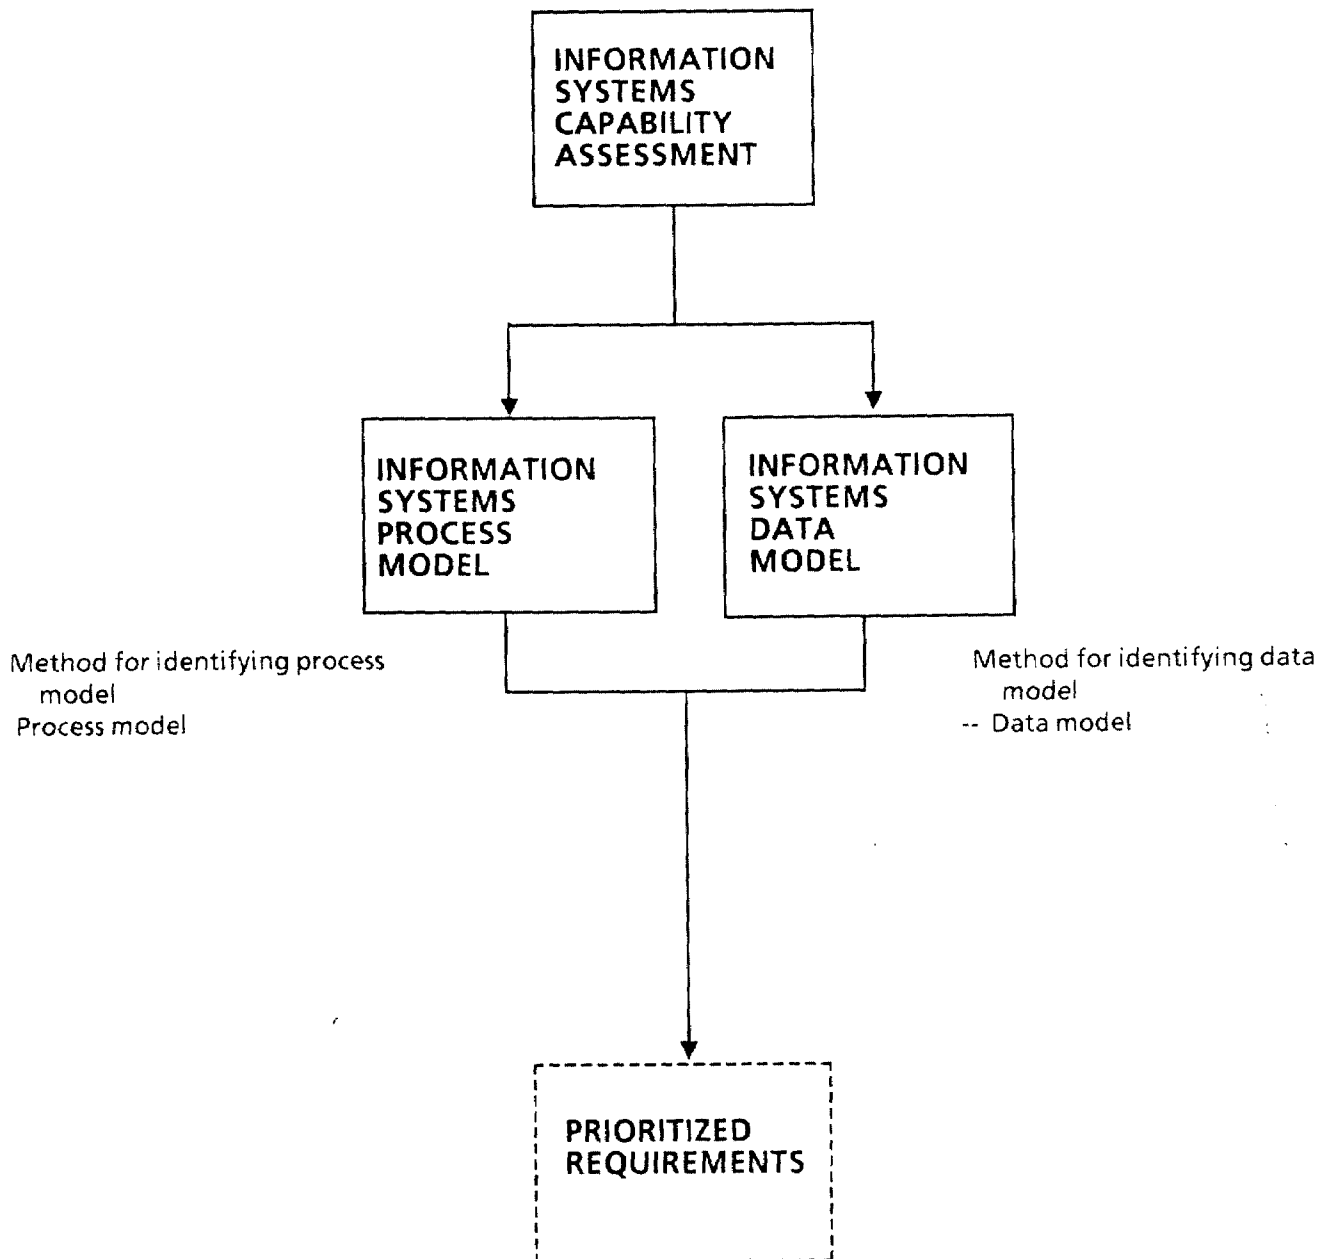 INFORMATION
SYSTEMS
CAPABILITY
ASSESSMENT
INFORMATION
SYSTEMS
PROCESS
MODEL
INFORMATION
SYSTEMS
DATA
MODEL
Method for identifying process
model
Process model
Method for identifying data
model
-- Data model
PRIORITIZED
REQUIREMENTS